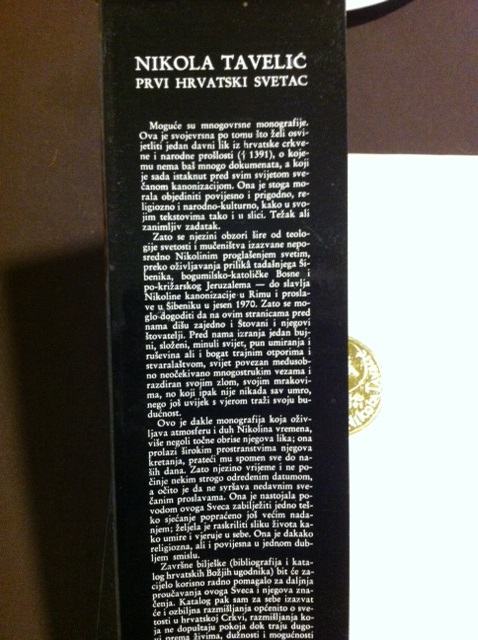 NIKOLA TAVELIĆ
PRVI HRVATSKI SVETAC
Moguće su mnogovrsne monografije.
Ova je svojevrsna po tomu što želi osvi-
jetliti jedan davni lik iz hrvatske crkve-
ne i narodne prošlosti († 1391), o koje-
mu nema baš mnogo dokumenata, a koji
je sada istaknut pred svim svijetom sve-
čanom kanonizacijom. Ona je stoga mo-
rala objediniti povijesno i prigodno, re-
ligiozno i narodno-kulturno, kako u svo-
jim tekstovima tako i u slici. Težak ali
zanimljiv zadatak.
Zato se njezini obzori šire od teolo-
gije svetosti i mučeništva izazvane nepo-
sredno Nikolinim proglašenjem svetim,
preko oživljavanja prilikâ tadašnjega Ši-
benika, bogumilsko-katoličke Bosne i
po-križarskog Jeruzalema — do slavlja
Nikoline kanonizacije u Rimu i prosla-
ve u Šibeniku u jesen 1970. Zato se mo-
glo dogoditi da na ovim stranicama pred
nama dišu zajedno i Štovani i njegovi
štovatelji. Pred nama izranja jedan buj-
ni, složeni, minuli svijet, pun umiranja i
ruševina ali i bogat trajnim otporima i
stvaralaštvom, svijet povezan međusob-
no neočekivano mnogostrukim vezama i
razdiran svojim zlom, svojim mrakovi-
ma, no koji ipak nije nikada sav umro,
nego još uvijek s vjerom traži svoju bu-
dućnost.
Ovo je dakle monografija koja oživ-
ljava atmosferu i duh Nikolina vremena,
više negoli točne obrise njegova lika; ona
prolazi širokim prostranstvima njegova
kretanja, prateći mu spomen sve do na-
ših dana. Zato njezino vrijeme i ne po-
činje nekim strogo određenim datumom,
a očito je da ne svršava nedavnim sve-
čanim proslavama. Ona je nastojala po-
vodom ovoga Sveca zabilježiti jedno teš-
ko sjećanje popraćeno još većim nada-
njem; željela je raskriliti sliku života ka-
ko umire i vjeruje u sebe. Ona je dakako
religiozna, ali i povijesna u jednom dub-
ljem smislu.
Završne bilješke (bibliografija i kata-
log hrvatskih Božjih ugodnika) bit će za-
cijelo korisno radno pomagalo za daljnja
proučavanja ovoga Sveca i njegova zna-
čenja. Katalog pak sam za sebe izazvat
će i ozbiljna razmišljanja općenito o sve-
tosti u hrvatskoj Crkvi, razmišljanja ko-
ja ne dopuštaju pokoja dok traju dugo-
vi prema živima, dužnosti i mogućnosti